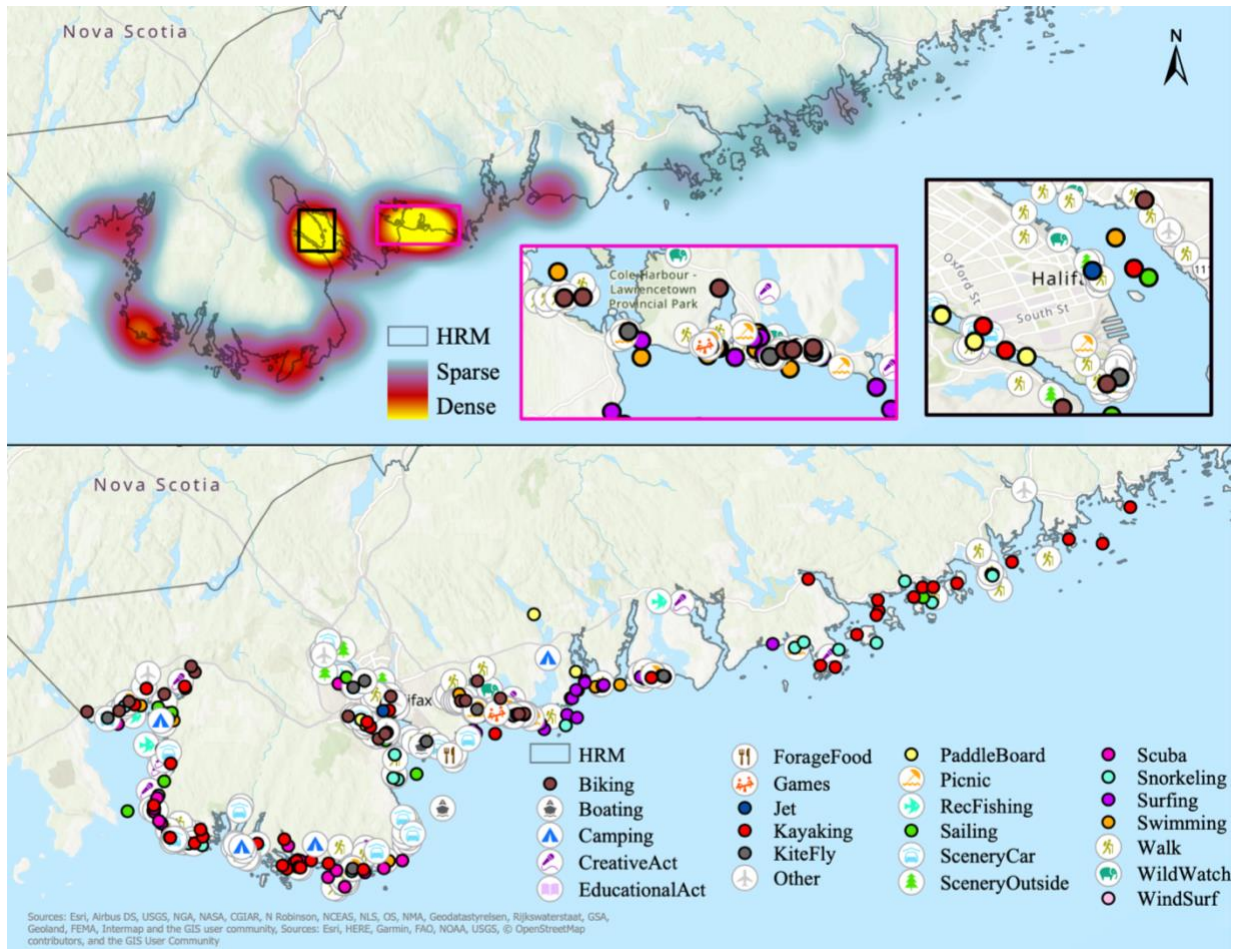 Nova Scotia
N
HRM
Sparse
Dense
Cole Harbour -
Lawrencetown
Provincial Park
Oxford St
Halif
South St
111
Nova Scotia
lifax
HRM
Biking
Boating
Camping
CreativeAct
EducationalAct
ForageFood
Games
Jet
Kayaking
KiteFly
Other
PaddleBoard
Picnic
RecFishing
Sailing
SceneryCar
SceneryOutside
Scuba
Snorkeling
Surfing
Swimming
Walk
WildWatch
WindSurf
Sources: Esri, Airbus DS, USGS, NGA, NASA, CGIAR, N Robinson, NCEAS, NLS, OS, NMA, Geodatastyrelsen, Rijkswaterstaat, GSA,
Geoland, FEMA, Intermap and the GIS user community, Sources: Esri, HERE, Garmin, FAO, NOAA, USGS, © OpenStreetMap
contributors, and the GIS User Community